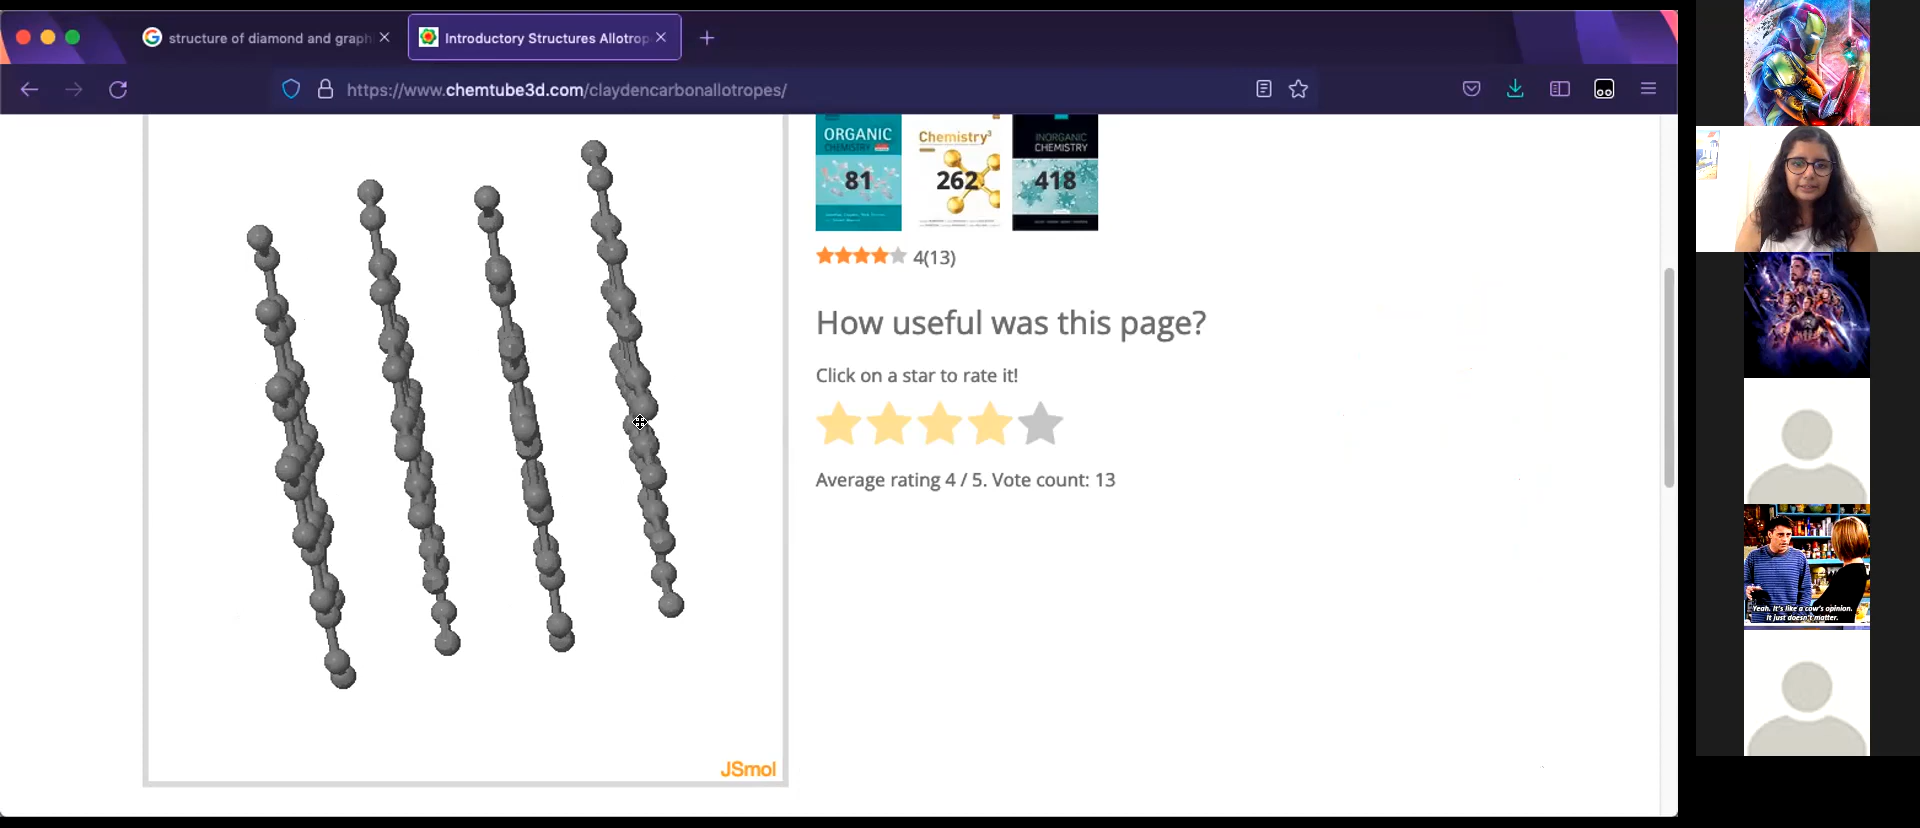 structure of diamond and graph
Introductory Structures Allotrop
https://www.chemtube3d.com/claydencarbonallotropes/
ORGANIC
CHEMISTRY
81
Chemistry³
262
INORGANIC
CHEMISTRY
418
4(13)
How useful was this page?
Click on a star to rate it!
Average rating 4 / 5. Vote count: 13
JSmol
Yeah. It's like a cow's opinion.
It just doesn't matter.